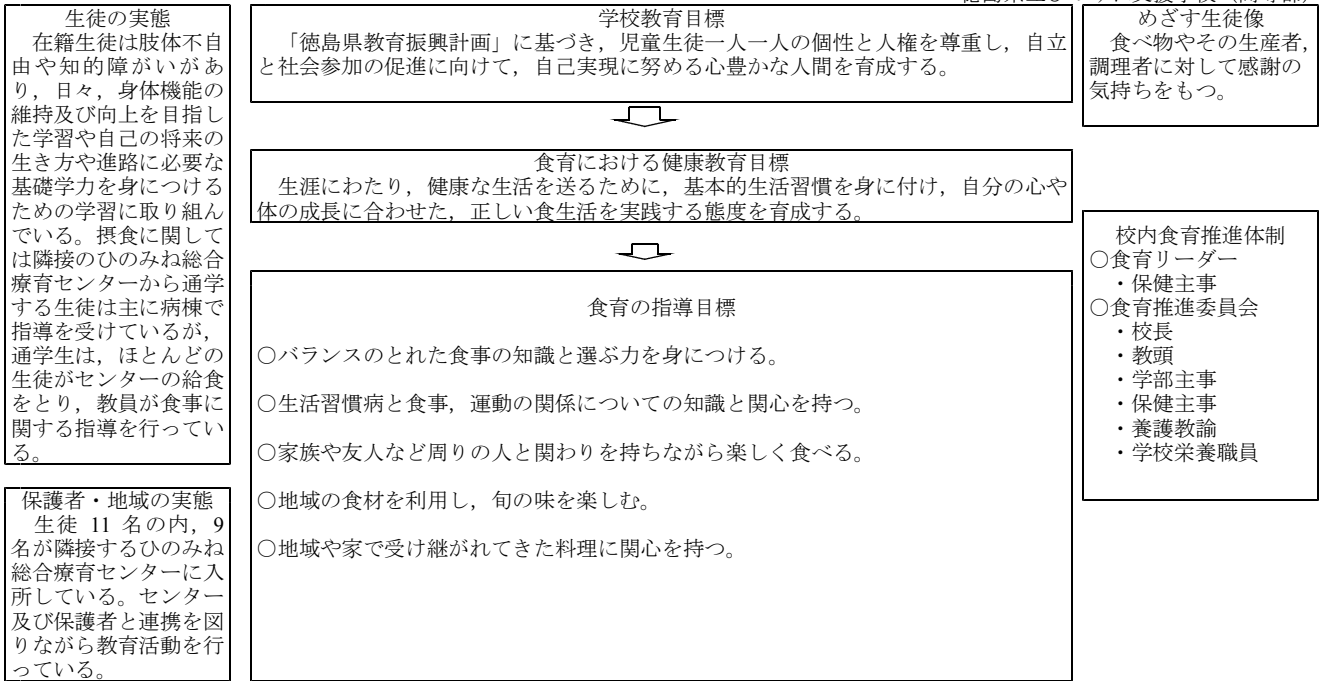 生徒の実態
在籍生徒は肢体不自
由や知的障がいがあ
り，日々，身体機能の
維持及び向上を目指し
た学習や自己の将来の
生き方や進路に必要な
基礎学力を身につける
ための学習に取り組ん
でいる。摂食に関して
は隣接のひのみね総合
療育センターから通学
する生徒は主に病棟で
指導を受けているが，
通学生は，ほとんどの
生徒がセンターの給食
をとり，教員が食事に
関する指導を行ってい
る。
保護者・地域の実態
生徒 11 名の内，9
名が隣接するひのみね
総合療育センターに入
所している。センター
及び保護者と連携を図
りながら教育活動を行
っている。
学校教育目標
「徳島県教育振興計画」に基づき，児童生徒一人一人の個性と人権を尊重し，自立
と社会参加の促進に向けて，自己実現に努める心豊かな人間を育成する。
食育における健康教育目標
生涯にわたり，健康な生活を送るために，基本的生活習慣を身に付け，自分の心や
体の成長に合わせた，正しい食生活を実践する態度を育成する。
食育の指導目標
○バランスのとれた食事の知識と選ぶ力を身につける。
○生活習慣病と食事，運動の関係についての知識と関心を持つ。
○家族や友人など周りの人と関わりを持ちながら楽しく食べる。
○地域の食材を利用し，旬の味を楽しむ。
○地域や家で受け継がれてきた料理に関心を持つ。
めざす生徒像
食べ物やその生産者，
調理者に対して感謝の
気持ちをもつ。
校内食育推進体制
○食育リーダー
・保健主事
○食育推進委員会
・校長
・教頭
・学部主事
・保健主事
・養護教諭
・学校栄養職員